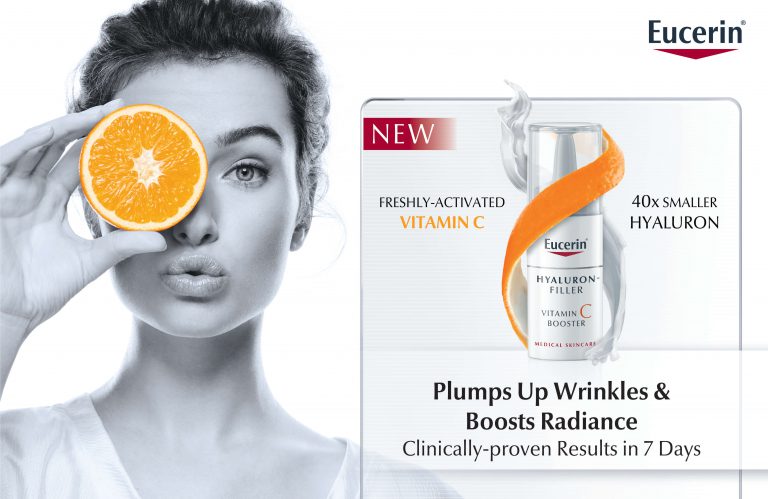 Eucerin®
NEW
FRESHLY-ACTIVATED
VITAMIN C
40x SMALLER
HYALURON
Eucerin®
HYALURON-
FILLER
VITAMIN C
BOOSTER
MEDICAL SKINCARE
Plumps Up Wrinkles &
Boosts Radiance
Clinically-proven Results in 7 Days